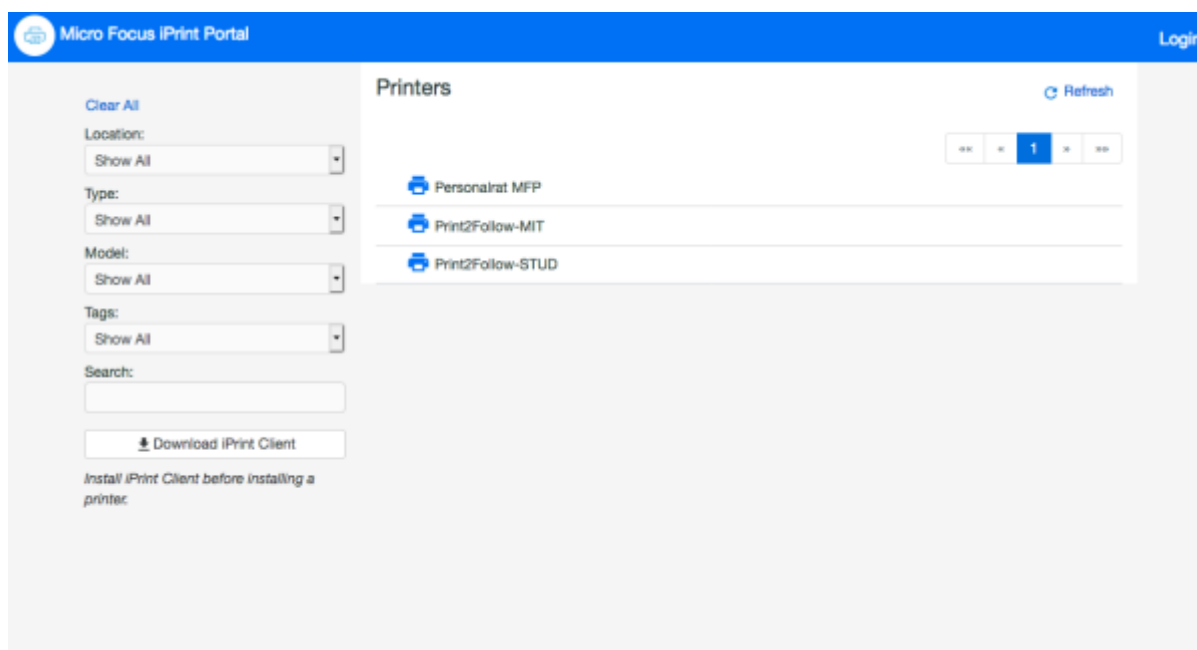 Micro Focus iPrint Portal
Login
Clear All
Location:
Show All
Type:
Show All
Model:
Show All
Tags:
Show All
Search:
Download iPrint Client
Install iPrint Client before installing a
printer.
Printers
Refresh
«« « 1 » »»
Personalrat MFP
Print2Follow-MIT
Print2Follow-STUD